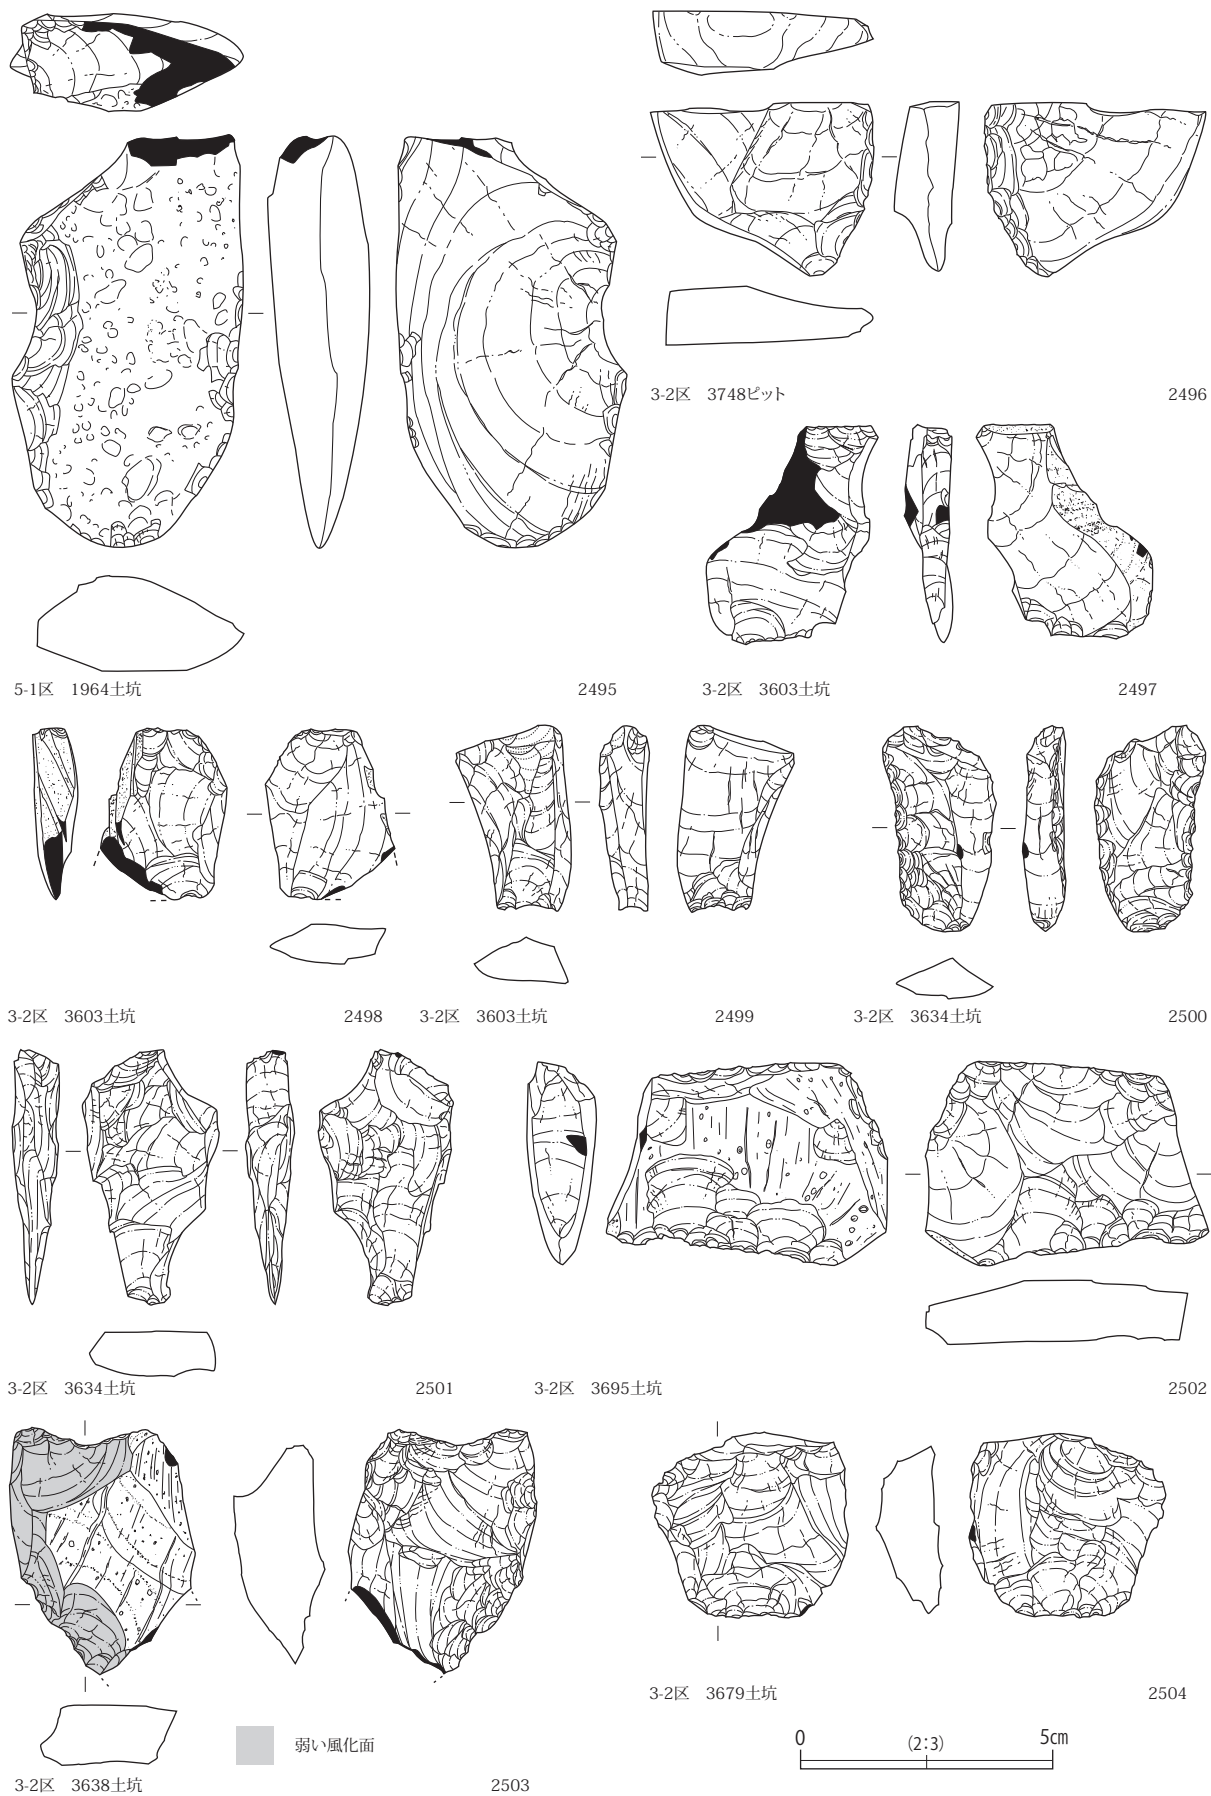 3-2区 3748ピット 2496
5-1区 1964土坑 2495
3-2区 3603土坑 2497
3-2区 3603土坑 2498
3-2区 3603土坑 2499
3-2区 3634土坑 2500
3-2区 3634土坑 2501
3-2区 3695土坑 2502
3-2区 3679土坑 2504
弱い風化面
0 (2:3) 5cm
3-2区 3638土坑 2503